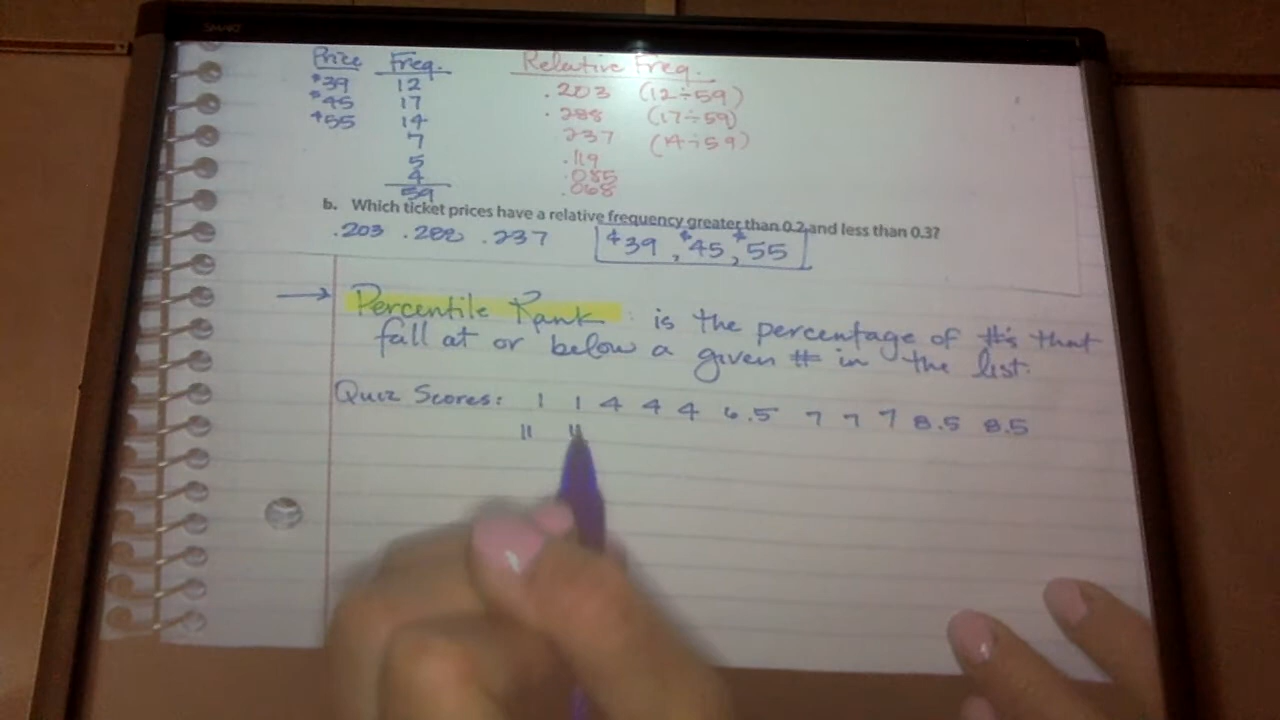 SMART
Price Freq. Relative Freq.
$39 12 .203 (12÷59)
$45 17 .288 (17÷59)
$55 14 237 (14÷59)
7 .119
5 .085
4 .068
59
b. Which ticket prices have a relative frequency greater than 0.2 and less than 0.3?
.203 .288 .237 $39, $45, $55
→ Percentile Rank : is the percentage of #'s that
fall at or below a given # in the list.
Quiz Scores: 1 1 4 4 4 6.5 7 7 7 8.5 8.5
11 11